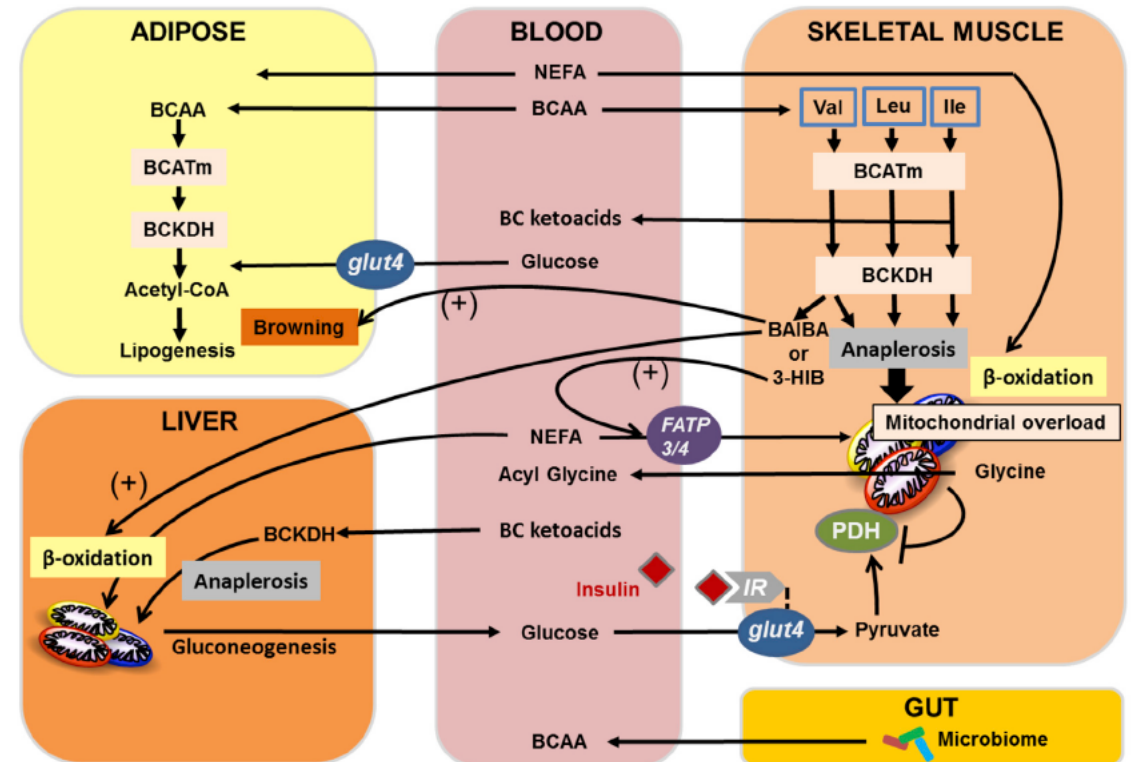 ADIPOSE
BCAA
BCATm
BCKDH
Acetyl-CoA
Lipogenesis
Browning
glut4
BLOOD
NEFA
BCAA
BC ketoacids
Glucose
(+)
(+)
NEFA
FATP
3/4
Acyl Glycine
BC ketoacids
Insulin
Glucose
BCAA
SKELETAL MUSCLE
Val
Leu
Ile
BCATm
BCKDH
BAIBA
or
3-HIB
Anaplerosis
β-oxidation
Mitochondrial overload
Glycine
PDH
IR
glut4
Pyruvate
LIVER
(+)
β-oxidation
BCKDH
Anaplerosis
Gluconeogenesis
GUT
Microbiome